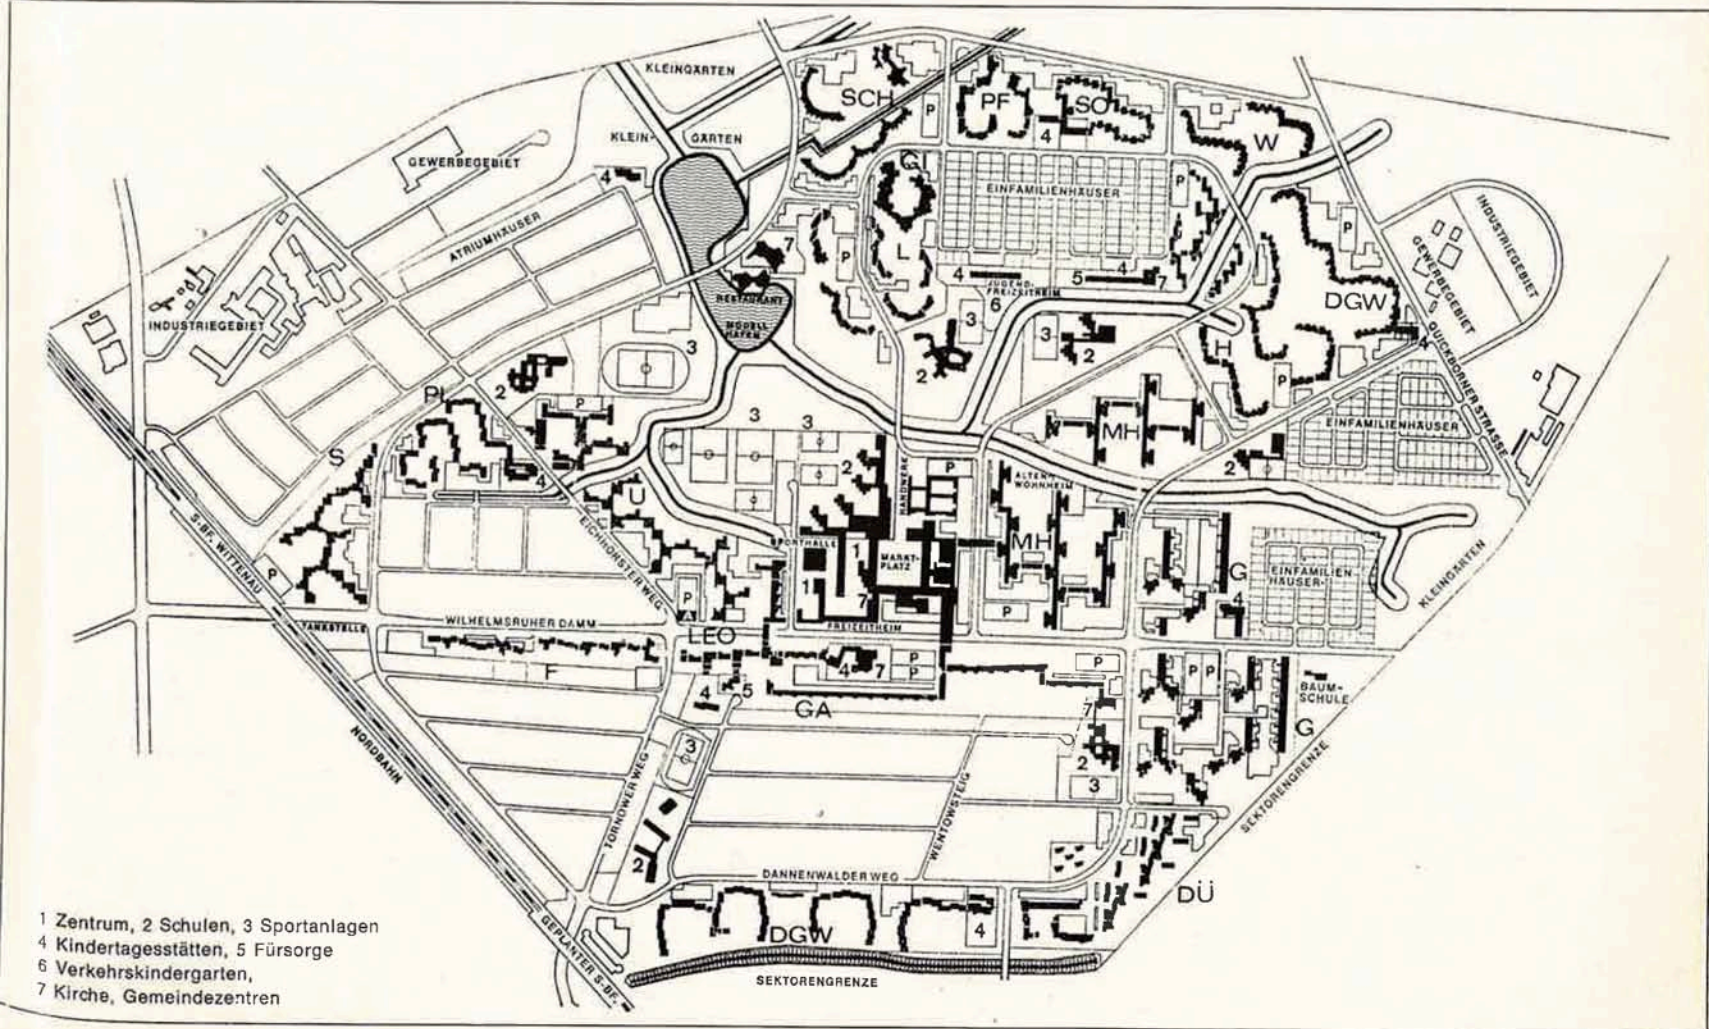 KLEINGÄRTEN
SCH
PF
SO
P
4
W
KLEIN-
GÄRTEN
GEWERBEGEBIET
4
GI
EINFAMILIENHÄUSER
P
INDUSTRIEGEBIET
ATRIUMHÄUSER
7
P
L
P
GEWERBEGEBIET
4
5
4
7
JUGEND-
FREIZEITHEIM
6
RESTAURANT
MODELL
HAFEN
INDUSTRIEGEBIET
DGW
3
3
2
2
H
4
QUICKBORNER STRASSE
3
2
PL
P
P
3
3
MH
EINFAMILIENHÄUSER
S
4
2
HANDWERK
P
ALTEN-
WOHNHEIM
2
U
S-BF. WITTENAU
EICHHORSTER WEG
SPORTHALLE
1
MARKT-
PLATZ
MH
G
EINFAMILIEN
HÄUSER
KLEINGÄRTEN
P
P
1
7
P
4
TANKSTELLE
WILHELMSRUHER DAMM
LEO
FREIZEITHEIM
F
4
7
P
P
P
P
P
4
5
GA
7
BAUM-
SCHULE
G
NORDBAHN
3
2
3
TORNOWER WEG
WENTOWSTEIG
SEKTORENGRENZE
2
DANNENWALDER WEG
DÜ
GEPLANTER S-BF.
DGW
4
SEKTORENGRENZE
1 Zentrum, 2 Schulen, 3 Sportanlagen
4 Kindertagesstätten, 5 Fürsorge
6 Verkehrskindergarten,
7 Kirche, Gemeindezentren